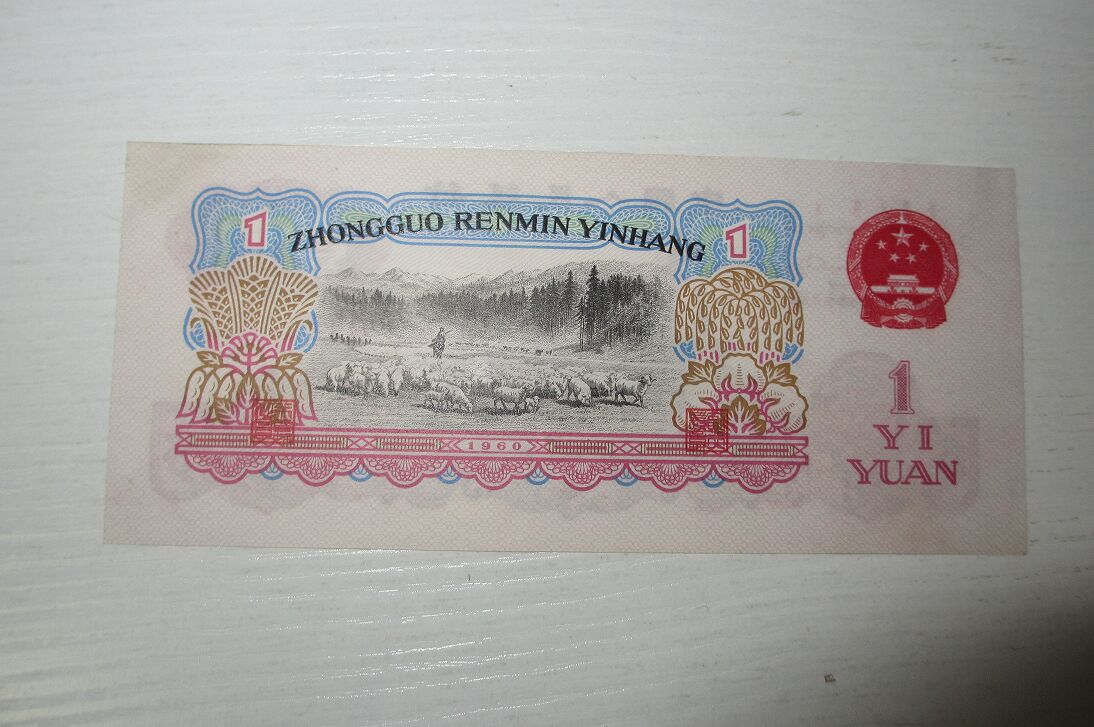 1 ZHONGGUO RENMIN YINHANG 1
1960
1
YI
YUAN